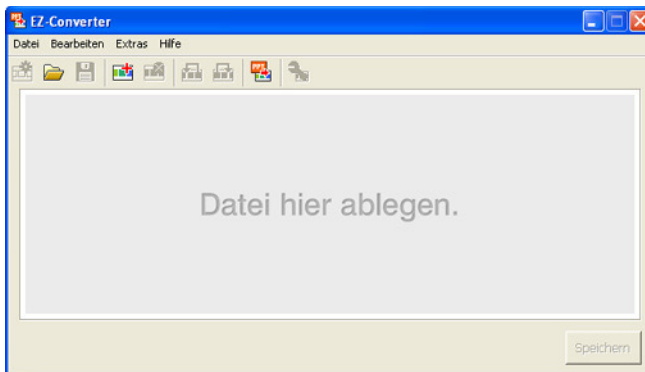 EZ-Converter
Datei Bearbeiten Extras Hilfe
Datei hier ablegen.
Speichern